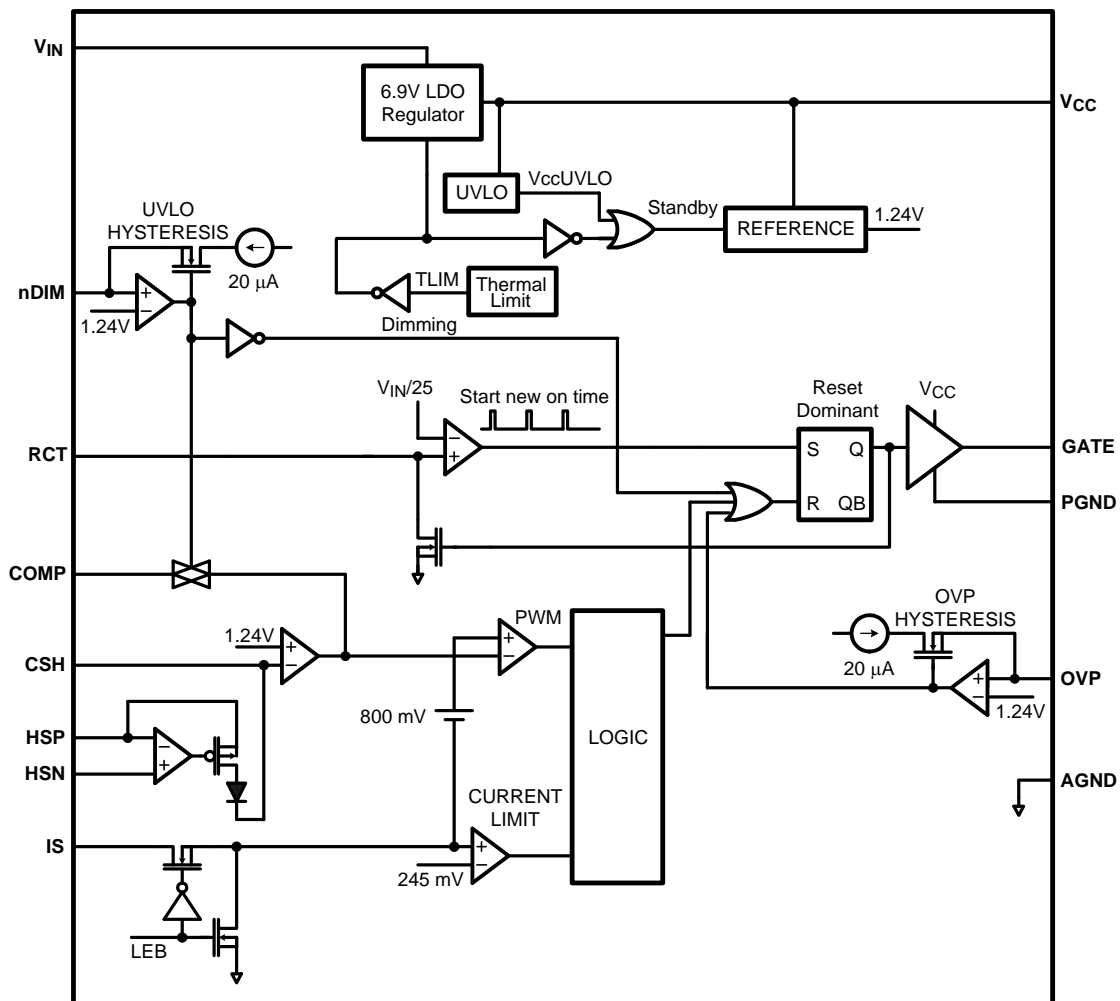 VIN
6.9V LDO
Regulator
VCC
UVLO
VccUVLO
Standby
REFERENCE
1.24V
UVLO
HYSTERESIS
20 μA
nDIM
+
−
1.24V
TLIM
Thermal
Limit
Dimming
VIN/25
Start new on time
Reset
Dominant
VCC
RCT
−
+
S
Q
R
QB
GATE
PGND
COMP
PWM
OVP
HYSTERESIS
1.24V
+
−
+
−
CSH
20 μA
+
−
OVP
1.24V
800 mV
LOGIC
HSP
−
HSN
+
AGND
CURRENT
LIMIT
IS
+
−
245 mV
LEB